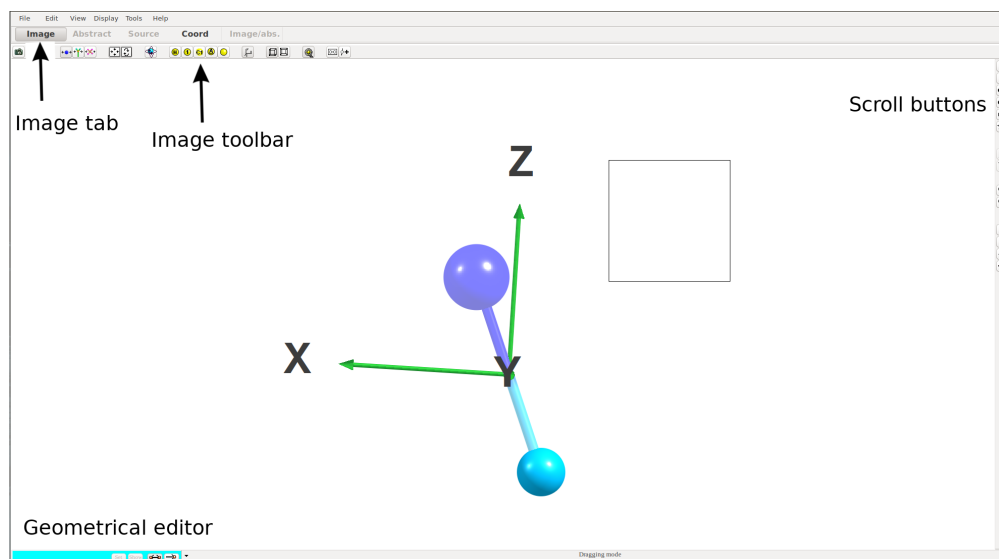 File Edit View Display Tools Help
Image Abstract Source Coord Image/abs.
Scroll buttons
Image tab
Image toolbar
Z
X
Y
Geometrical editor
Dragging mode